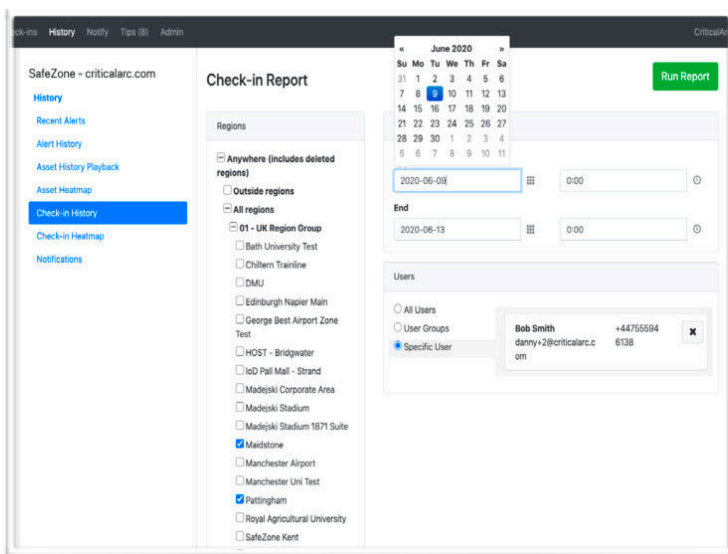 ck-ins History Notify Tips (8) Admin CriticalAr
SafeZone - criticalarc.com
History
Recent Alerts
Alert History
Asset History Playback
Asset Heatmap
Check-in History
Check-in Heatmap
Notifications
Check-in Report
Run Report
Regions
Anywhere (includes deleted
regions)
Outside regions
All regions
01 - UK Region Group
Bath University Test
Chiltern Trainline
DMU
Edinburgh Napier Main
George Best Airport Zone
Test
HOST - Bridgwater
IoD Pall Mall - Strand
Madejski Corporate Area
Madejski Stadium
Madejski Stadium 1871 Suite
Maidstone
Manchester Airport
Manchester Uni Test
Pattingham
Royal Agricultural University
SafeZone Kent
« June 2020 »
Su Mo Tu We Th Fr Sa
31 1 2 3 4 5 6
7 8 9 10 11 12 13
14 15 16 17 18 19 20
21 22 23 24 25 26 27
28 29 30 1 2 3 4
5 6 7 8 9 10 11
2020-06-09 0:00
End
2020-06-13 0:00
Users
All Users
User Groups
Specific User
Bob Smith +44755594
danny+2@criticalarc.c 6138
om